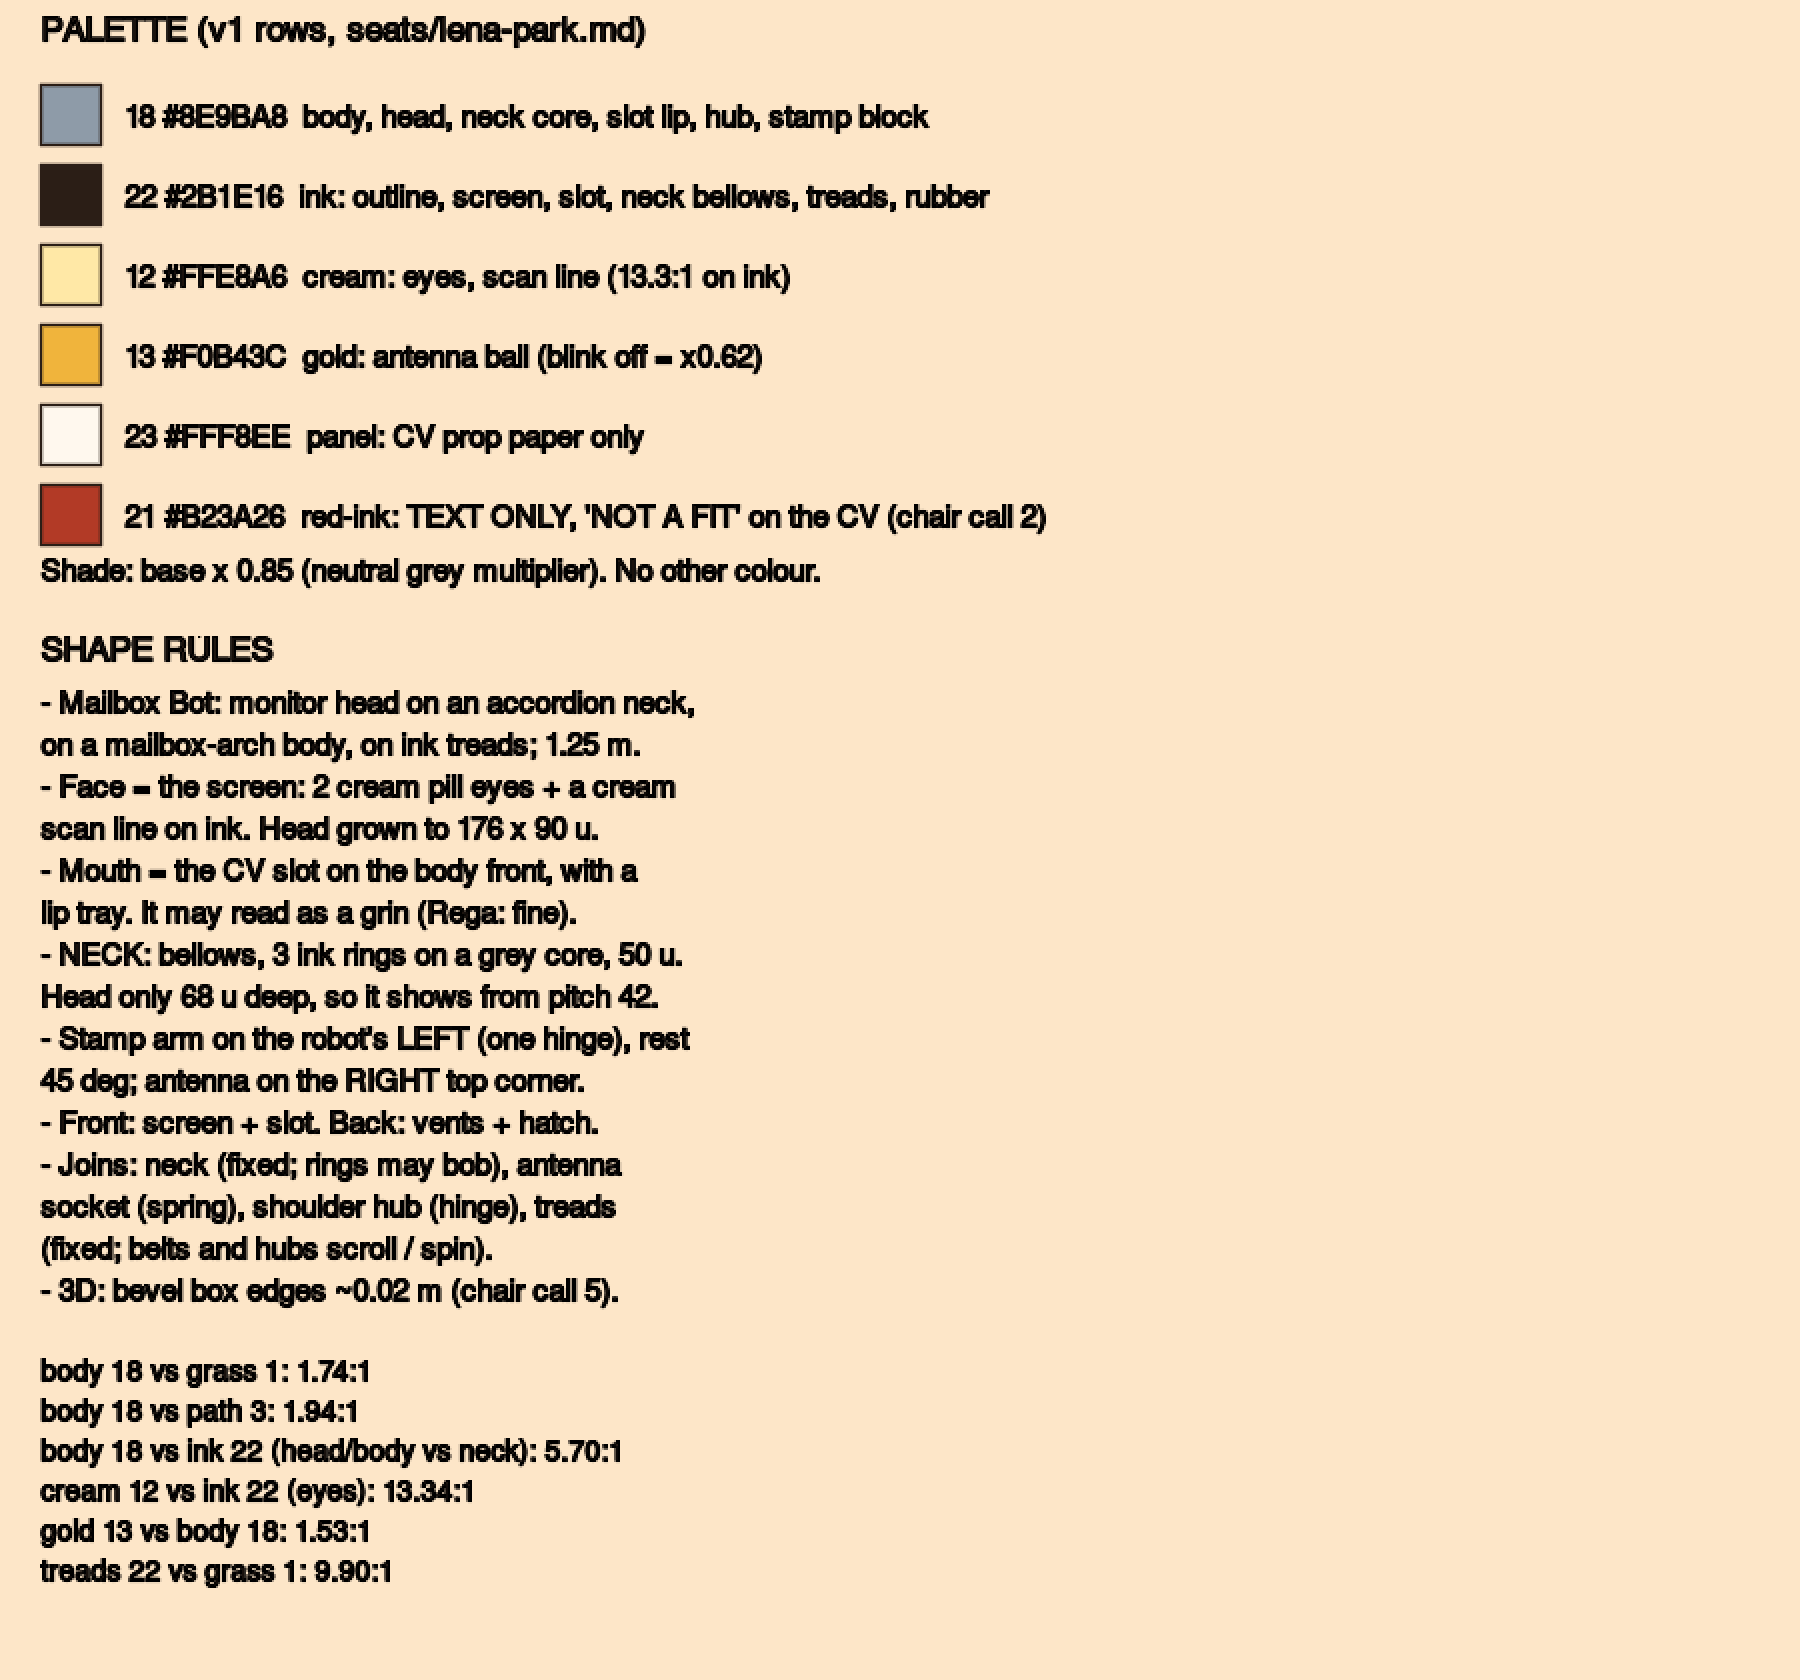 PALETTE (v1 rows, seats/lena-park.md)
18 #8E9BA8 body, head, neck core, slot lip, hub, stamp block
22 #2B1E16 ink: outline, screen, slot, neck bellows, treads, rubber
12 #FFE8A6 cream: eyes, scan line (13.3:1 on ink)
13 #F0B43C gold: antenna ball (blink off = x0.62)
23 #FFF8EE panel: CV prop paper only
21 #B23A26 red-ink: TEXT ONLY, 'NOT A FIT' on the CV (chair call 2)
Shade: base x 0.85 (neutral grey multiplier). No other colour.
SHAPE RULES
- Mailbox Bot: monitor head on an accordion neck,
on a mailbox-arch body, on ink treads; 1.25 m.
- Face = the screen: 2 cream pill eyes + a cream
scan line on ink. Head grown to 176 x 90 u.
- Mouth = the CV slot on the body front, with a
lip tray. It may read as a grin (Rega: fine).
- NECK: bellows, 3 ink rings on a grey core, 50 u.
Head only 68 u deep, so it shows from pitch 42.
- Stamp arm on the robot's LEFT (one hinge), rest
45 deg; antenna on the RIGHT top corner.
- Front: screen + slot. Back: vents + hatch.
- Joins: neck (fixed; rings may bob), antenna
socket (spring), shoulder hub (hinge), treads
(fixed; belts and hubs scroll / spin).
- 3D: bevel box edges ~0.02 m (chair call 5).
body 18 vs grass 1: 1.74:1
body 18 vs path 3: 1.94:1
body 18 vs ink 22 (head/body vs neck): 5.70:1
cream 12 vs ink 22 (eyes): 13.34:1
gold 13 vs body 18: 1.53:1
treads 22 vs grass 1: 9.90:1